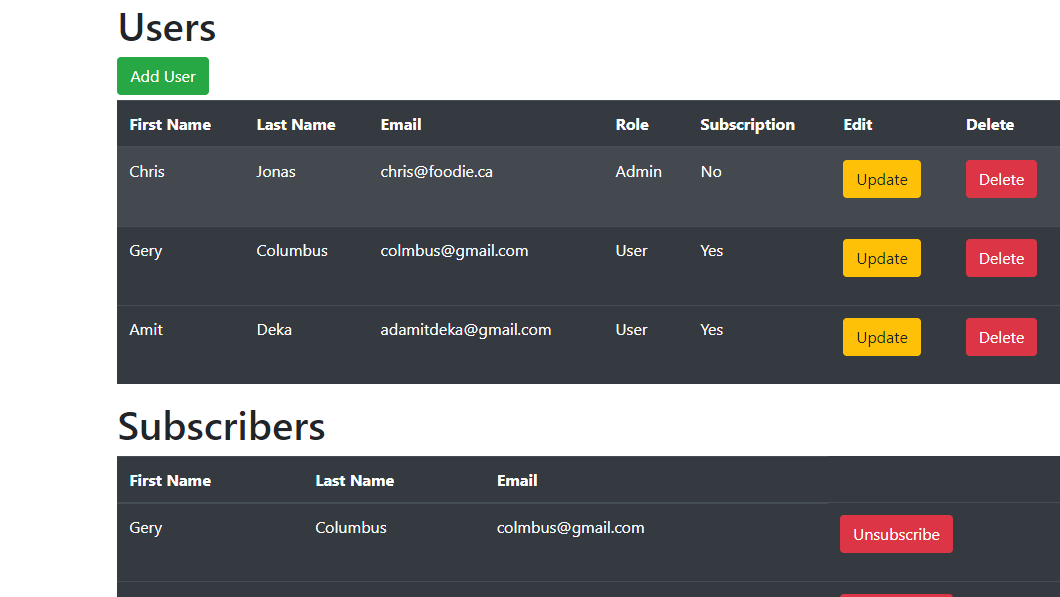 Users
Add User
First Name Last Name Email Role Subscription Edit Delete
Chris Jonas chris@foodie.ca Admin No Update Delete
Gery Columbus colmbus@gmail.com User Yes Update Delete
Amit Deka adamitdeka@gmail.com User Yes Update Delete
Subscribers
First Name Last Name Email
Gery Columbus colmbus@gmail.com Unsubscribe